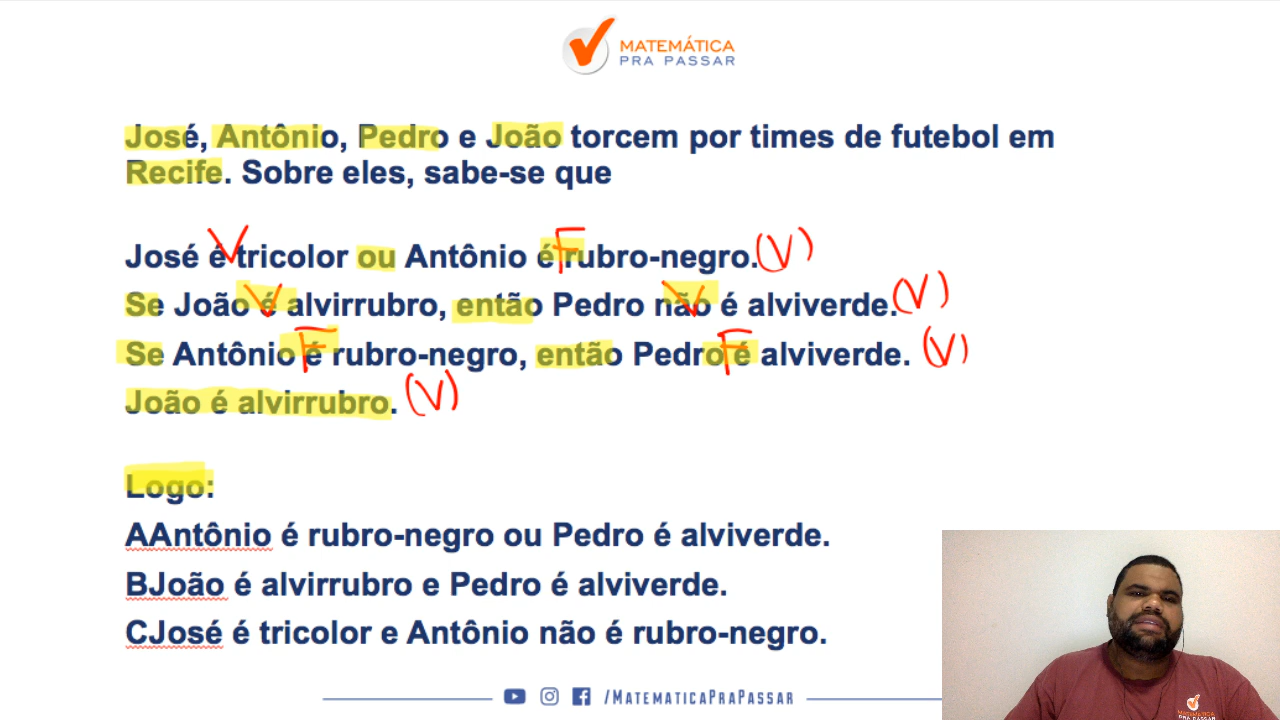 MATEMÁTICA
PRA PASSAR
José, Antônio, Pedro e João torcem por times de futebol em
Recife. Sobre eles, sabe-se que
V F
José é tricolor ou Antônio é rubro-negro. (V)
V V
Se João é alvirrubro, então Pedro não é alviverde. (V)
F F
Se Antônio é rubro-negro, então Pedro é alviverde. (V)
João é alvirrubro. (V)
Logo:
AAntônio é rubro-negro ou Pedro é alviverde.
BJoão é alvirrubro e Pedro é alviverde.
CJosé é tricolor e Antônio não é rubro-negro.
/MATEMATICAPRAPASSAR
MATEMÁTICA
PRA PASSAR